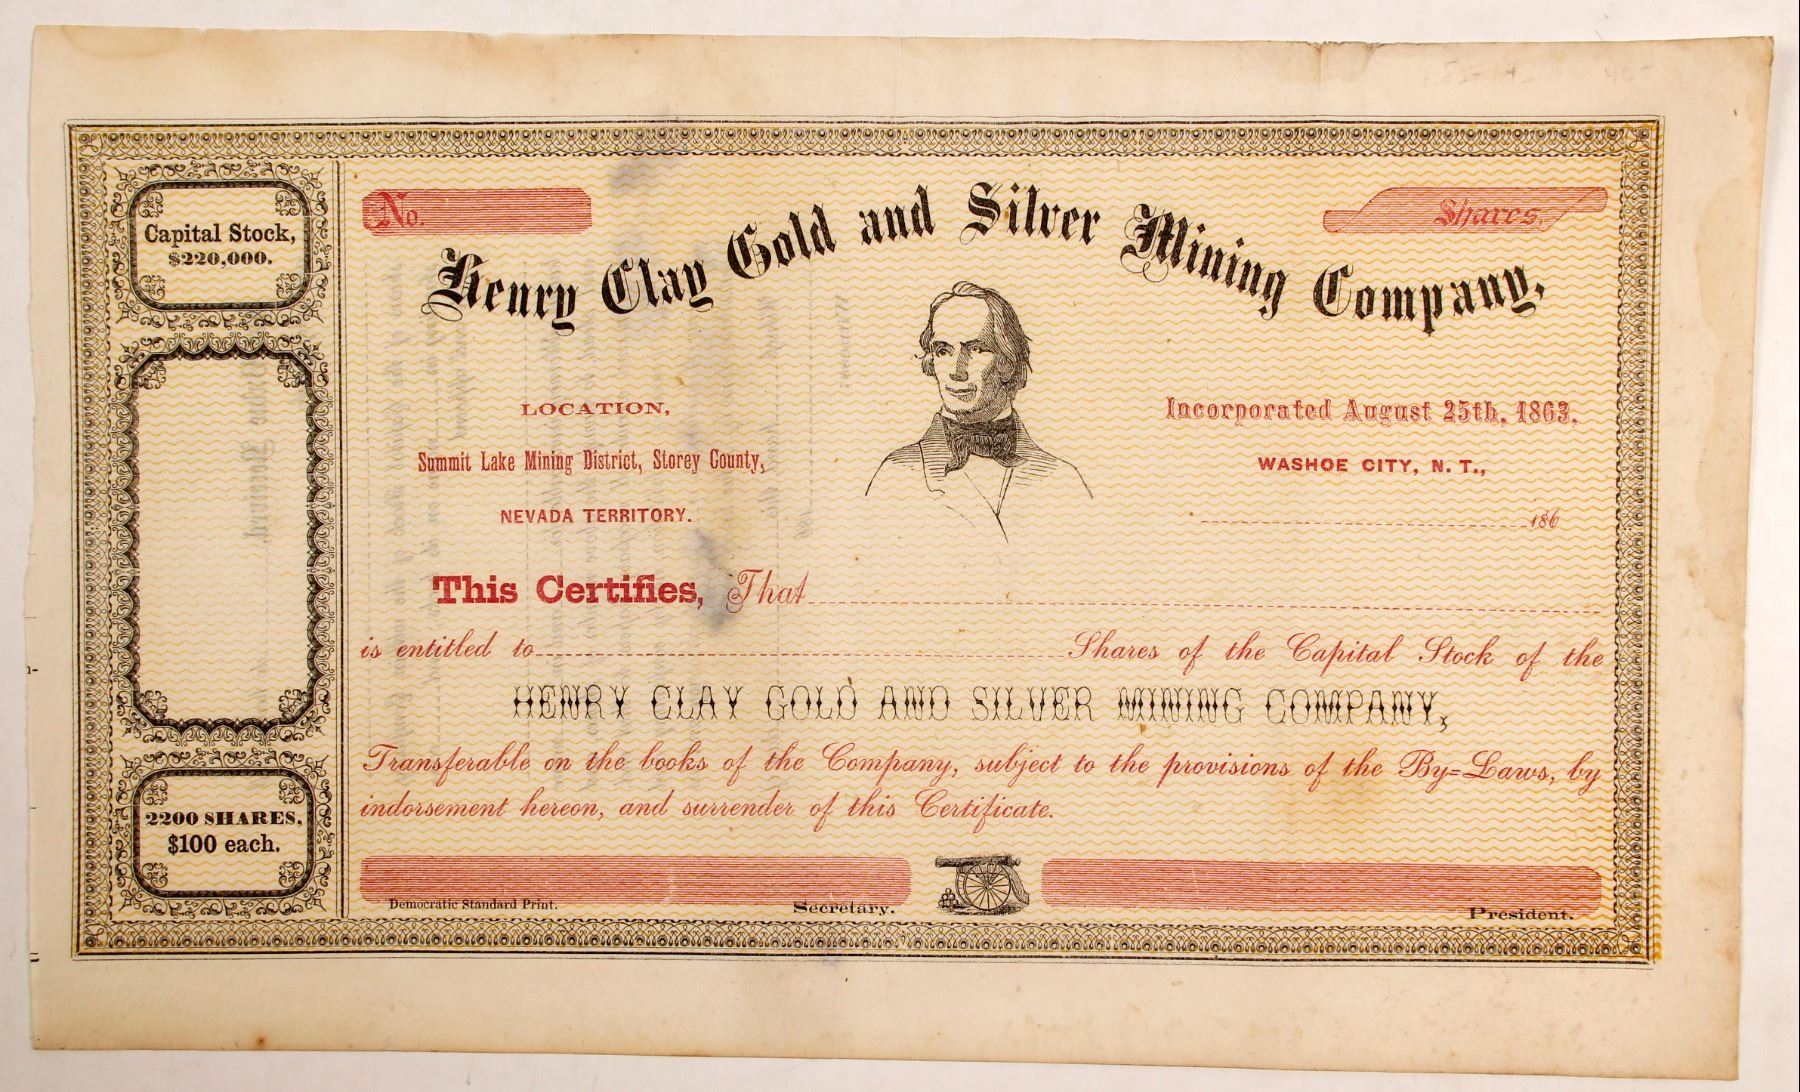 Capital Stock,
$220,000.
2200 SHARES,
$100 each.
No.
Shares.
Henry Clay Gold and Silver Mining Company,
LOCATION,
Summit Lake Mining District, Storey County,
NEVADA TERRITORY.
Incorporated August 25th, 1863.
WASHOE CITY, N. T.,
186
This Certifies, That
is entitled to Shares of the Capital Stock of the
HENRY CLAY GOLD AND SILVER MINING COMPANY,
Transferable on the books of the Company, subject to the provisions of the By=Laws, by
indorsement hereon, and surrender of this Certificate.
Democratic Standard Print.
Secretary.
President.